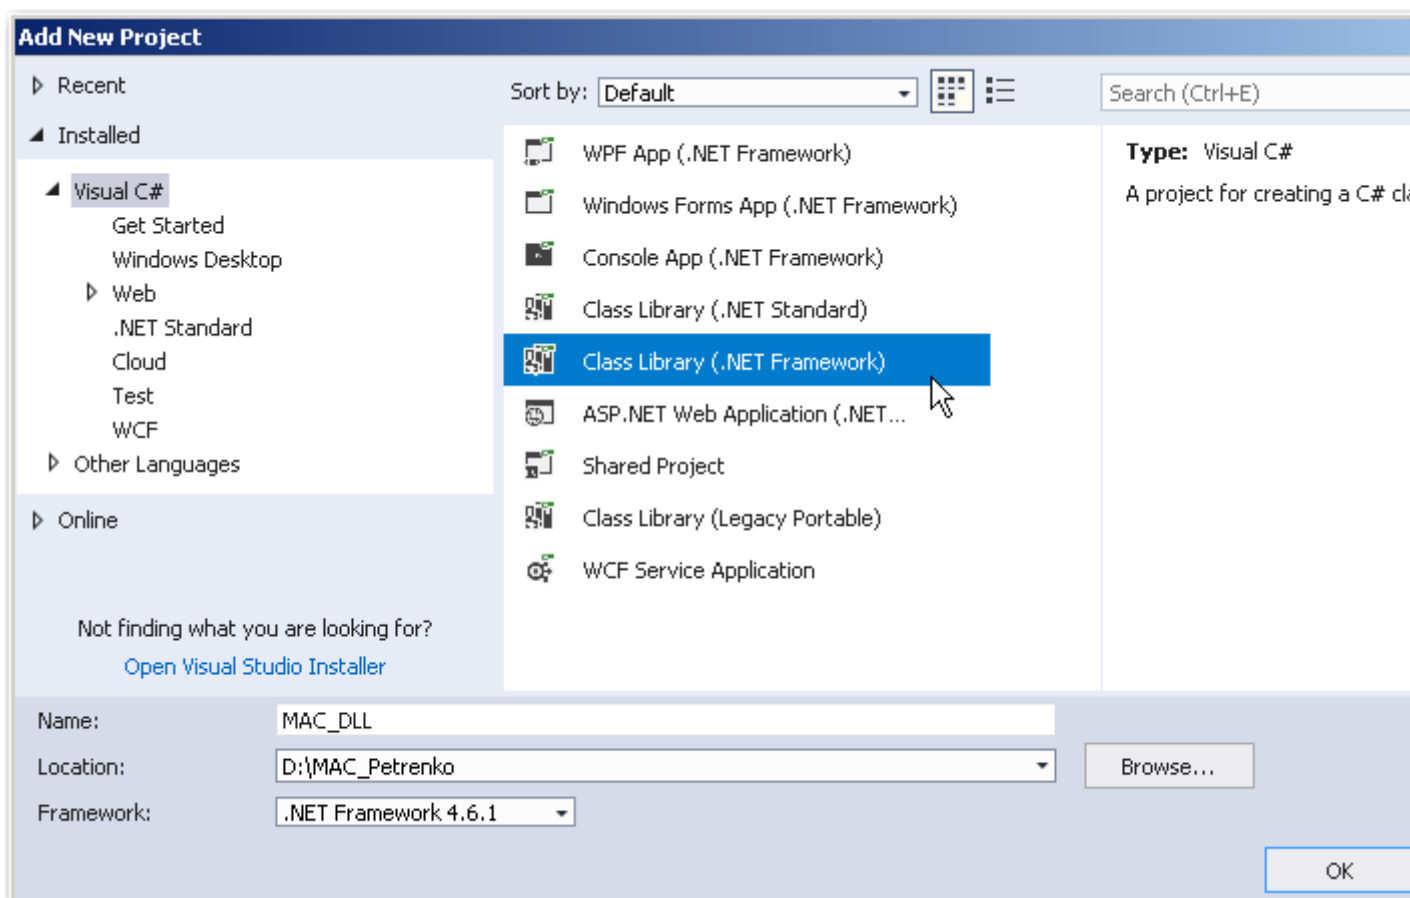 Add New Project
Recent
Installed
Visual C#
Get Started
Windows Desktop
Web
.NET Standard
Cloud
Test
WCF
Other Languages
Online
Not finding what you are looking for?
Open Visual Studio Installer
Sort by: Default
WPF App (.NET Framework)
Windows Forms App (.NET Framework)
Console App (.NET Framework)
Class Library (.NET Standard)
Class Library (.NET Framework)
ASP.NET Web Application (.NET...
Shared Project
Class Library (Legacy Portable)
WCF Service Application
Search (Ctrl+E)
Type: Visual C#
A project for creating a C# cla
Name: MAC_DLL
Location: D:\MAC_Petrenko Browse...
Framework: .NET Framework 4.6.1
OK